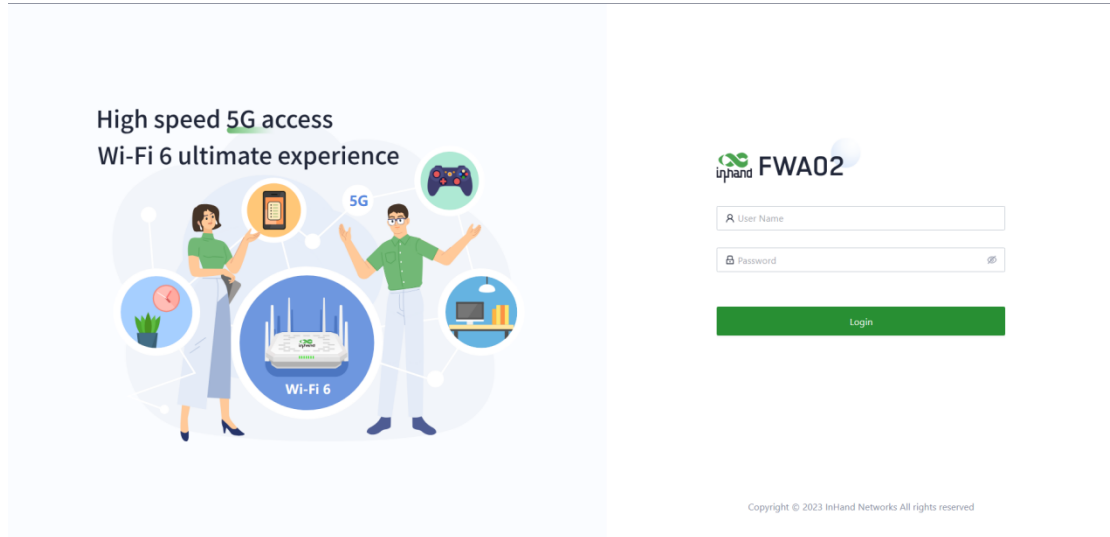 High speed 5G access
Wi-Fi 6 ultimate experience
5G
inhand
Wi-Fi 6
inhand FWA02
User Name
Password
Login
Copyright © 2023 InHand Networks All rights reserved